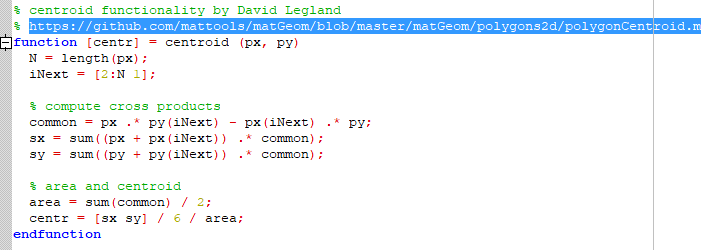 % centroid functionality by David Legland
% https://github.com/mattools/matGeom/blob/master/matGeom/polygons2d/polygonCentroid.m
function [centr] = centroid (px, py)
N = length(px);
iNext = [2:N 1];
% compute cross products
common = px .* py(iNext) - px(iNext) .* py;
sx = sum((px + px(iNext)) .* common);
sy = sum((py + py(iNext)) .* common);
% area and centroid
area = sum(common) / 2;
centr = [sx sy] / 6 / area;
endfunction